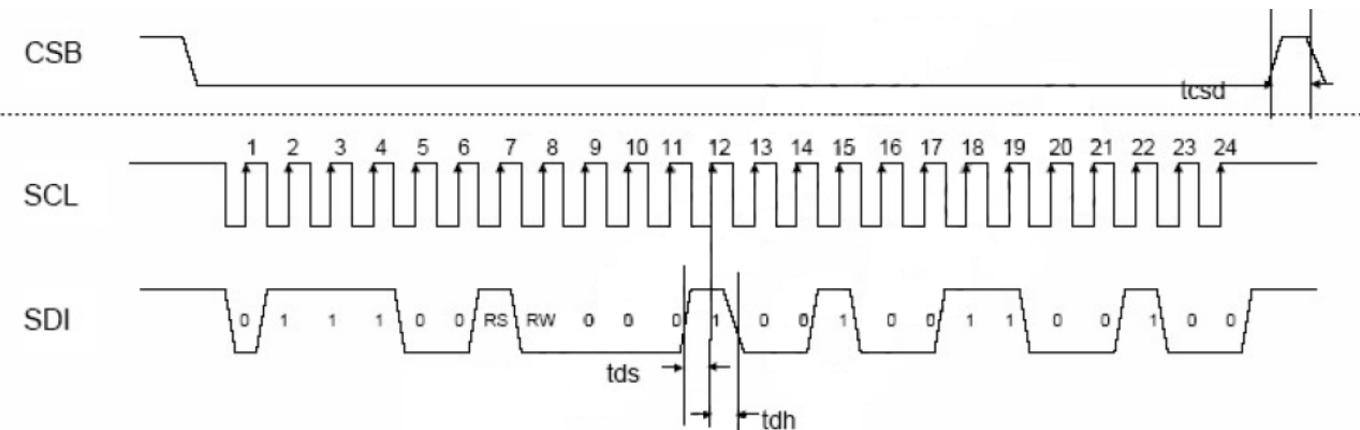 CSB
tcsd
1 2 3 4 5 6 7 8 9 10 11 12 13 14 15 16 17 18 19 20 21 22 23 24
SCL
SDI 0 1 1 1 0 0 RS RW 0 0 0 1 0 0 1 0 0 1 1 0 0 1 0 0
tds
tdh